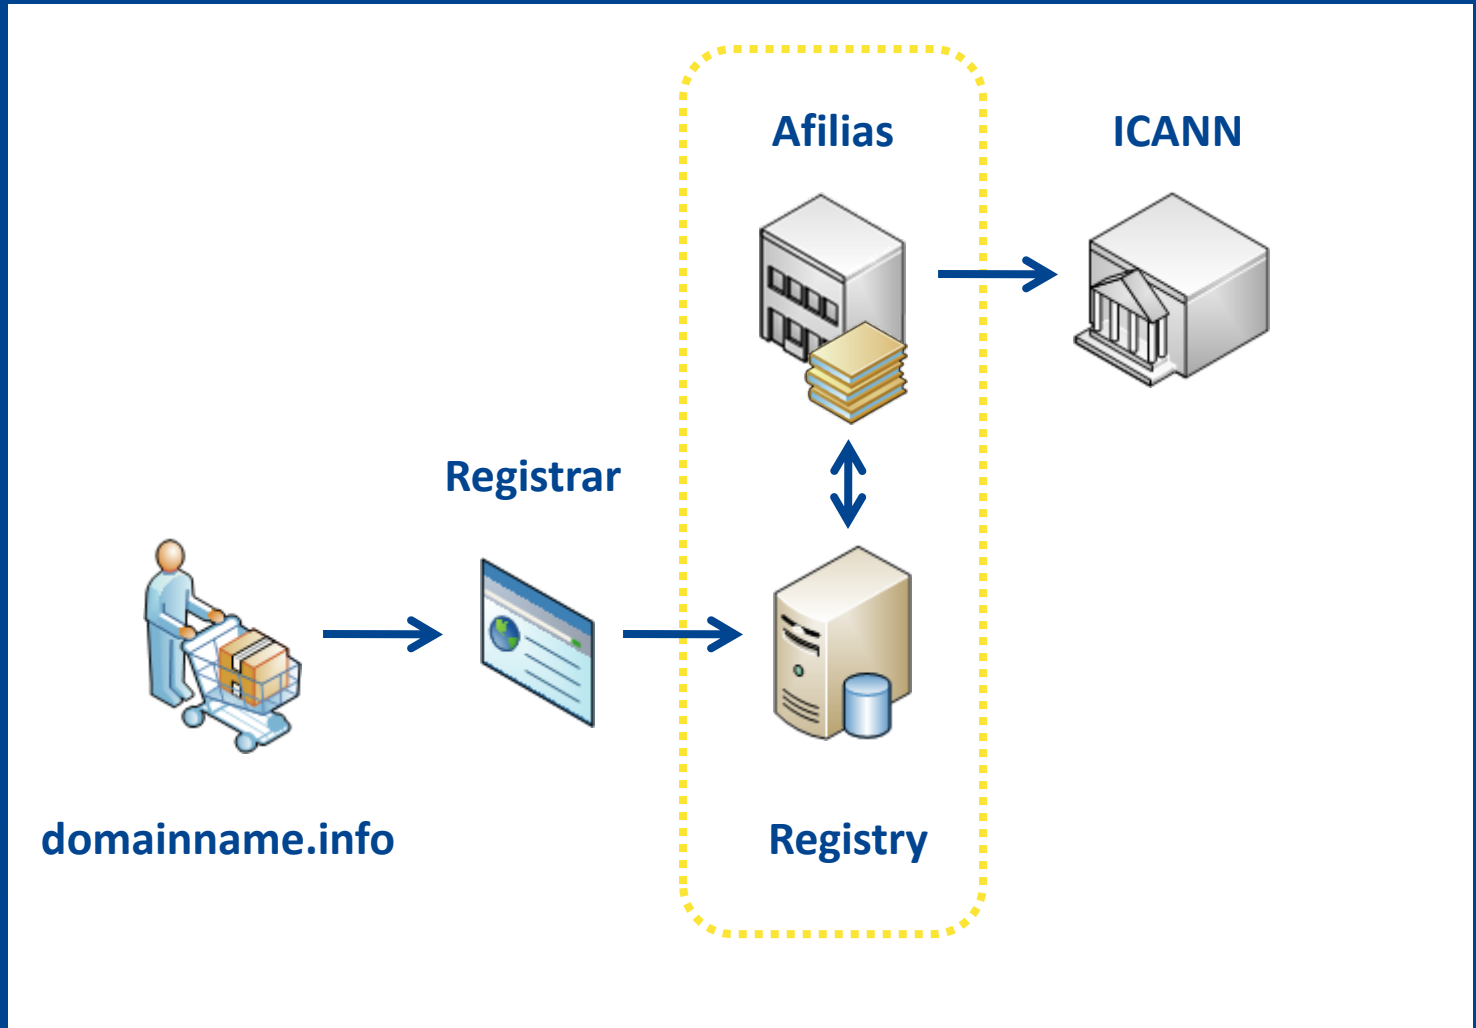 Afilias
ICANN
Registrar
domainname.info
Registry